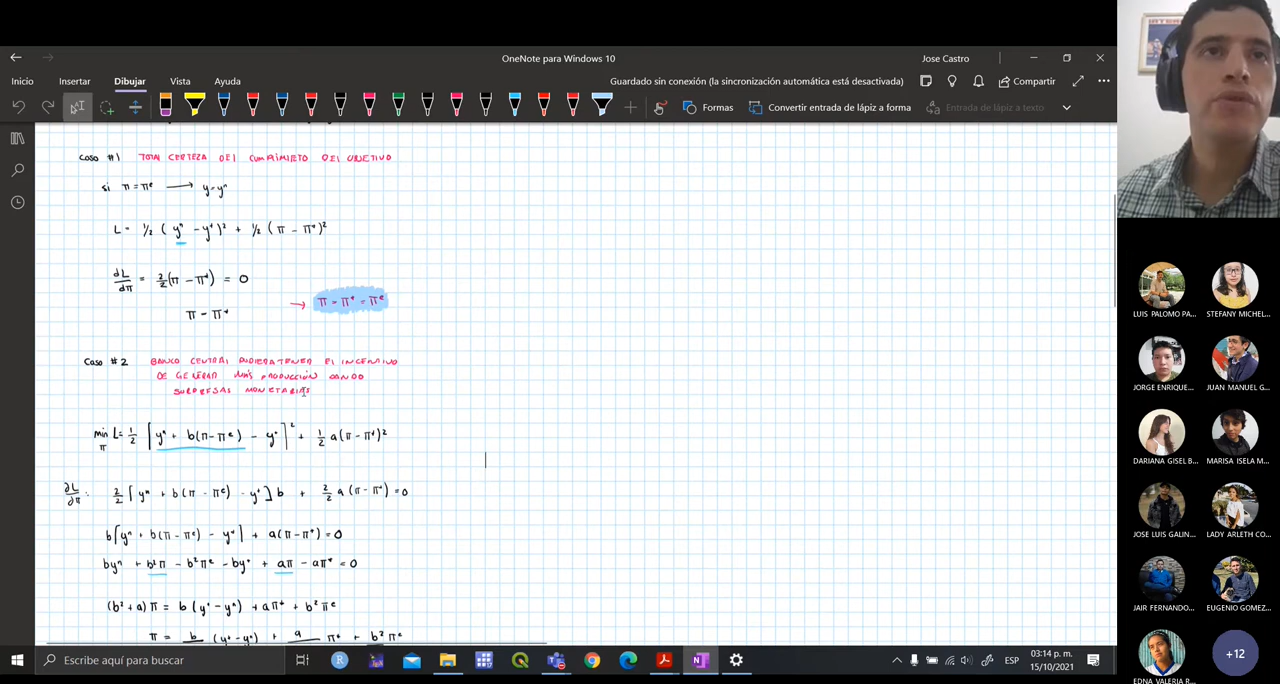 OneNote para Windows 10
Jose Castro
Inicio
Insertar
Dibujar
Vista
Ayuda
Guardado sin conexión (la sincronización automática está desactivada)
Compartir
Formas
Convertir entrada de lápiz a forma
Entrada de lápiz a texto
Caso #1 TOTAL CERTEZA DEL CUMPLIMIETO DEL OBJETIVO
si π = πᵉ → y = yⁿ
L = 1/2 (yⁿ - y*)² + 1/2 (π - π*)²
dL/dπ = 2/2 (π - π*) = 0
π - π*
→ π = π* = πᵉ
Caso #2 BANCO CENTRAL PUDIERA TENER EL INCENTIVO
DE GENERAR MÁS PRODUCCIÓN DANDO
SURPRESAS MONETARIAS
min π L = 1/2 [yⁿ + b(π - πᵉ) - y*]² + 1/2 a(π - π*)²
∂L/∂π : 2/2 [yⁿ + b(π - πᵉ) - y*] b + 2/2 a(π - π*) = 0
b[yⁿ + b(π - πᵉ) - y*] + a(π - π*) = 0
byⁿ + b²π - b²πᵉ - by* + aπ - aπ* = 0
(b² + a) π = b (y* - yⁿ) + aπ* + b²πᵉ
π = b (y* - yⁿ) + a π* + b² πᵉ
LUIS PALOMO PA...
STEFANY MICHEL...
JORGE ENRIQUE...
JUAN MANUEL G...
DARIANA GISEL B...
MARISA ISELA M...
JOSE LUIS GALIN...
LADY ARLETH CO...
JAIR FERNANDO...
EUGENIO GOMEZ...
EDNA VALERIA R...
+12
Escribe aquí para buscar
ESP
03:14 p. m.
15/10/2021